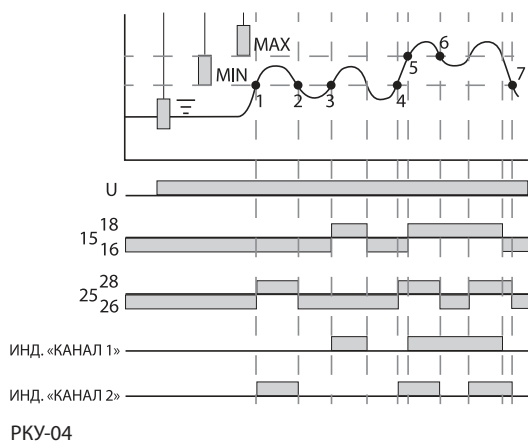 MAX
MIN
1 2 3 4 5 6 7
U
15 18
16
25 28
26
ИНД. «КАНАЛ 1»
ИНД. «КАНАЛ 2»
РКУ-04